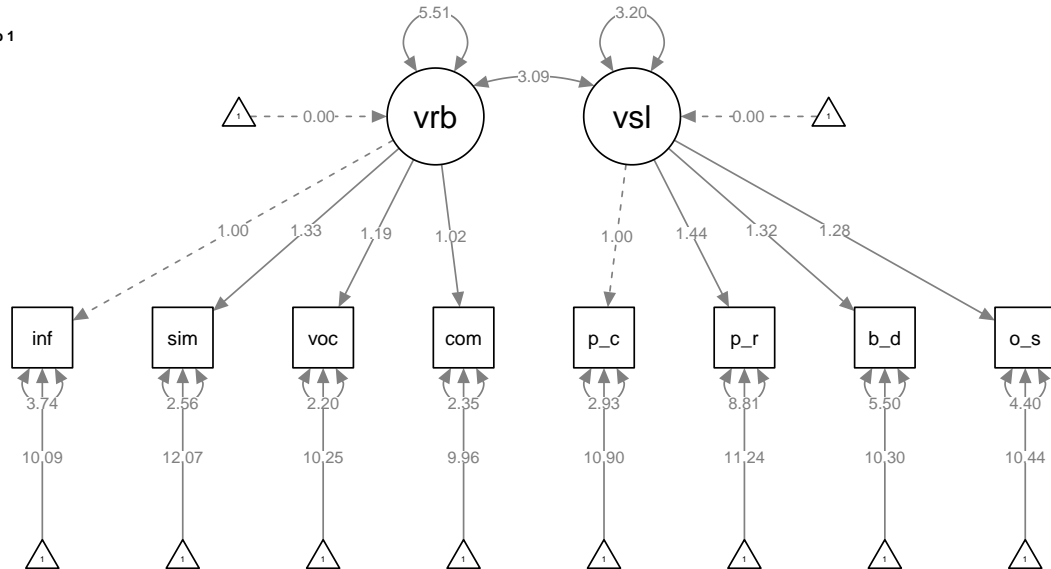 5.51 3.20
p 1
3.09
1 0.00 vrb vsl 0.00 1
1.00 1.33 1.19 1.02 1.00 1.44 1.32 1.28
inf sim voc com p_c p_r b_d o_s
3.74 2.56 2.20 2.35 2.93 8.81 5.50 4.40
10.09 12.07 10.25 9.96 10.90 11.24 10.30 10.44
1 1 1 1 1 1 1 1